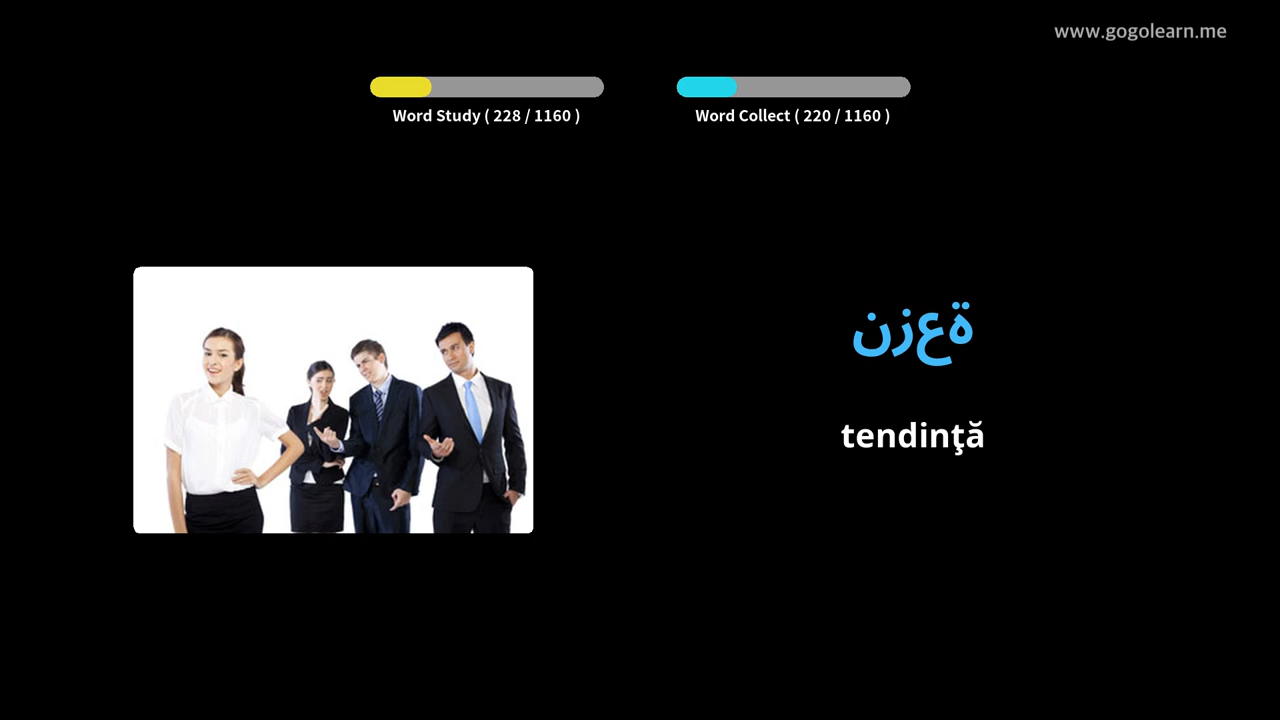 www.gogolearn.me
Word Study ( 228 / 1160 )
Word Collect ( 220 / 1160 )
نزعة
tendinţă